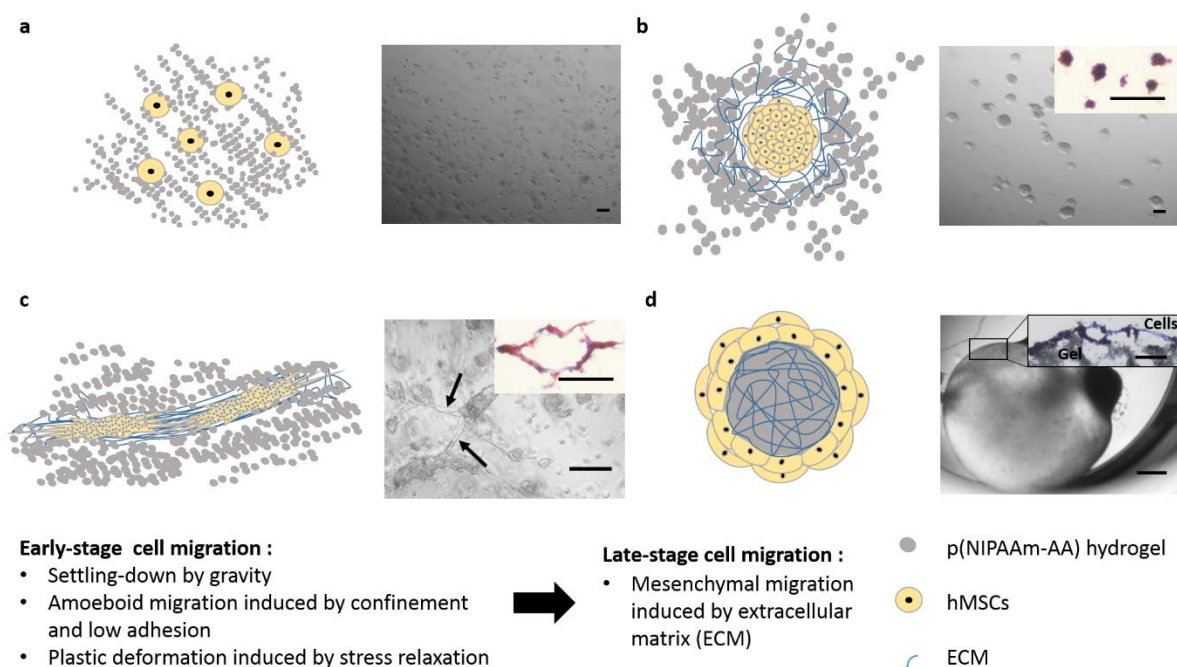 a
b
c
d
Cells
Gel
Early-stage cell migration :
• Settling-down by gravity
• Amoeboid migration induced by confinement
and low adhesion
• Plastic deformation induced by stress relaxation
Late-stage cell migration :
• Mesenchymal migration
induced by extracellular
matrix (ECM)
p(NIPAAm-AA) hydrogel
hMSCs
ECM